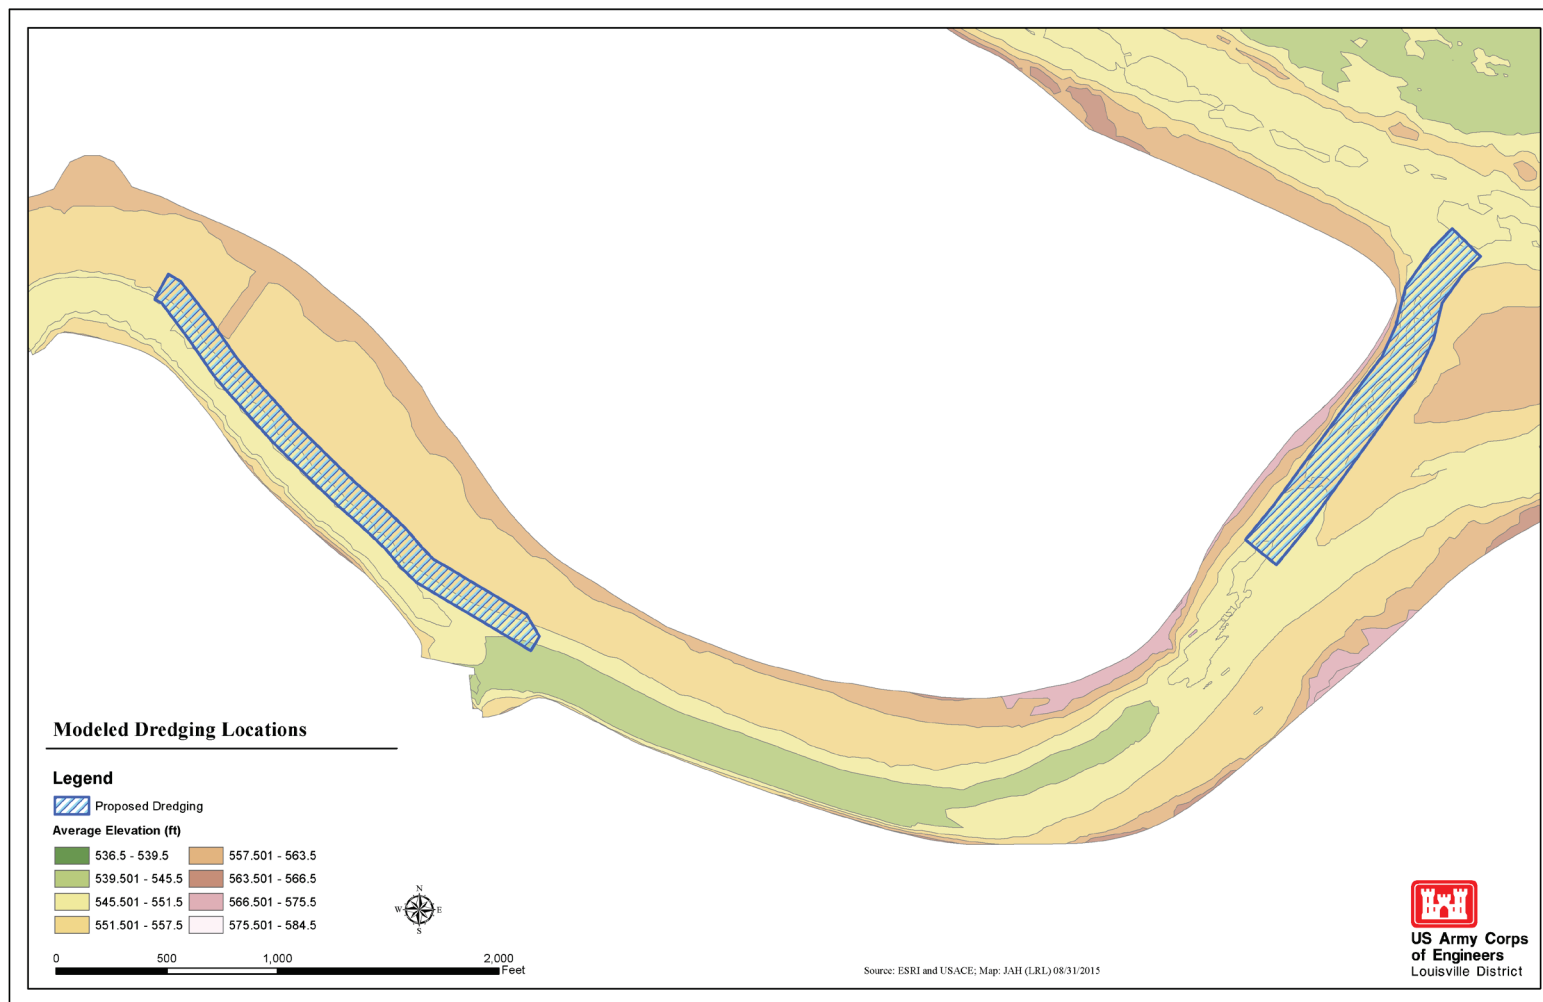 Modeled Dredging Locations
Legend
Proposed Dredging
Average Elevation (ft)
536.5 - 539.5
539.501 - 545.5
545.501 - 551.5
551.501 - 557.5
557.501 - 563.5
563.501 - 566.5
566.501 - 575.5
575.501 - 584.5
N
W E
S
0 500 1,000 2,000
Feet
Source: ESRI and USACE; Map: JAH (LRL) 08/31/2015
US Army Corps
of Engineers
Louisville District